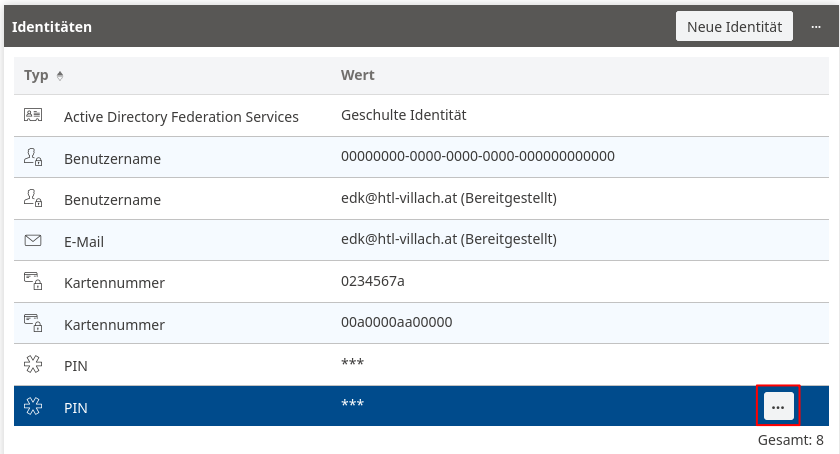 Identitäten
Neue Identität
...
Typ Wert
Active Directory Federation Services Geschulte Identität
Benutzername 00000000-0000-0000-0000-000000000000
Benutzername edk@htl-villach.at (Bereitgestellt)
E-Mail edk@htl-villach.at (Bereitgestellt)
Kartennummer 0234567a
Kartennummer 00a0000aa00000
PIN ***
PIN *** ...
Gesamt: 8